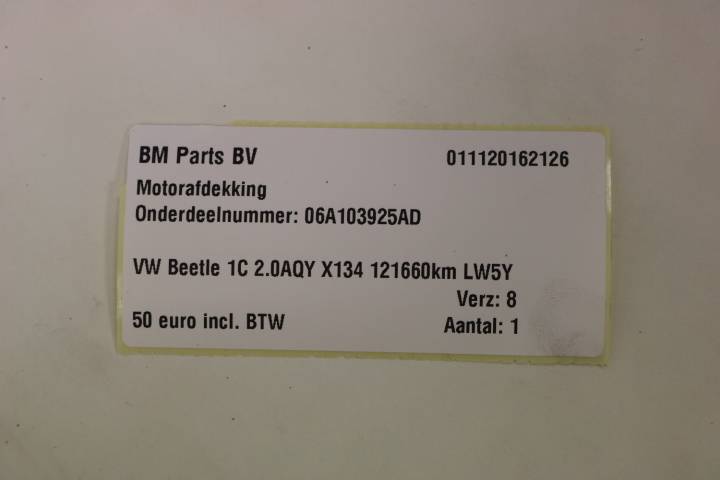 BM Parts BV 011120162126
Motorafdekking
Onderdeelnummer: 06A103925AD
VW Beetle 1C 2.0AQY X134 121660km LW5Y
Verz: 8
50 euro incl. BTW Aantal: 1